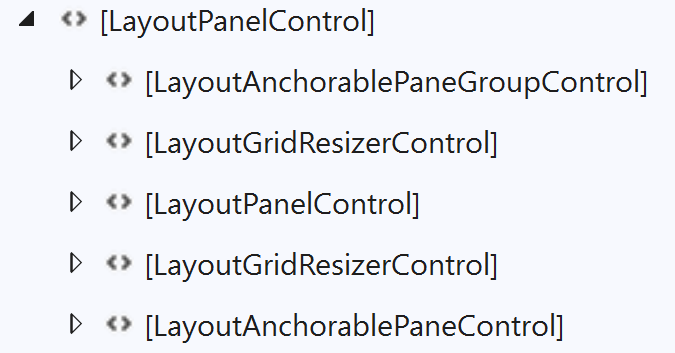 [LayoutPanelControl]
[LayoutAnchorablePaneGroupControl]
[LayoutGridResizerControl]
[LayoutPanelControl]
[LayoutGridResizerControl]
[LayoutAnchorablePaneControl]